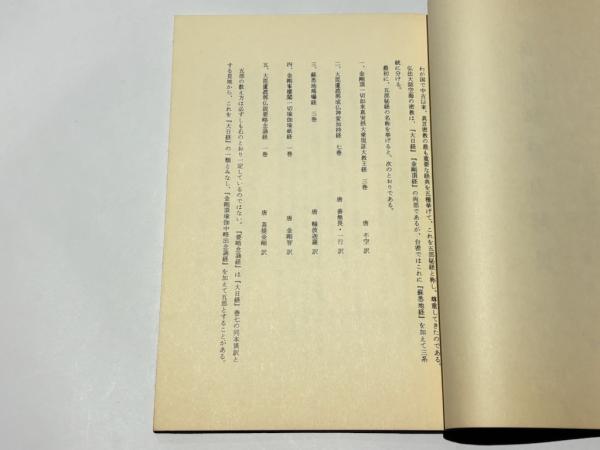 わが国で中古以来、真言密教の最も重要な経典を五種挙げて、これを五部秘経と称し、尊重してきたのである。
弘法大師空海の密教は、『大日経』『金剛頂経』の両部であるが、台密ではこれに『蘇悉地経』を加えて三系
統に分ける。
最初に、五部秘経の名称を挙げると、次のとおりである。
一、金剛頂一切如来真実摂大乗現証大教王経 三巻 唐 不空 訳
二、大毘盧遮那成仏神変加持経 七巻 唐 善無畏・一行 訳
三、蘇悉地羯囉経 三巻 唐 輸波迦羅 訳
四、金剛峯楼閣一切瑜伽瑜祇経 一巻 唐 金剛智 訳
五、大毘盧遮那仏説要略念誦経 一巻 唐 菩提金剛 訳
五部の数え方は必ずしも右のとおり一定しているのではない。『要略念誦経』は『大日経』巻七の同本異訳と
する見地から、これを『大日経』の一類とみなし、『金剛頂瑜伽中略出念誦経』を加えて五部とすることがある。